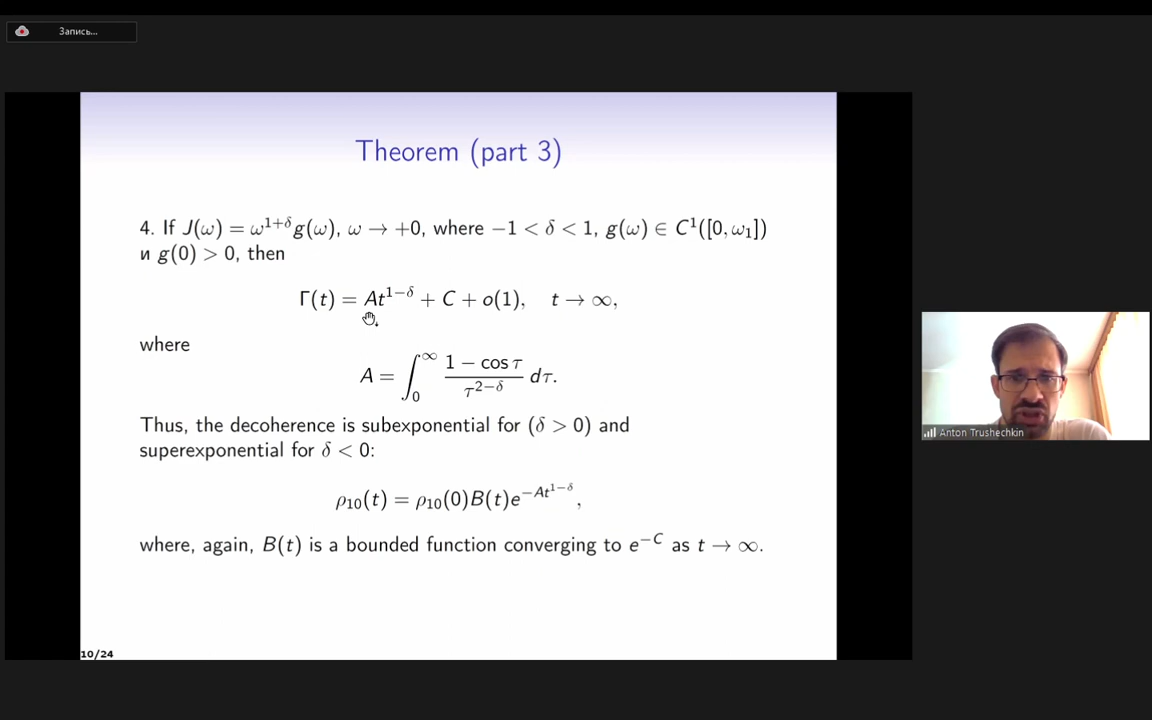 Запись...
Theorem (part 3)
4. If J(ω) = ω^{1+δ}g(ω), ω → +0, where −1 < δ < 1, g(ω) ∈ C^1([0, ω_1])
и g(0) > 0, then
Γ(t) = At^{1−δ} + C + o(1), t → ∞,
where
A = ∫_0^∞ \frac{1 − cos τ}{τ^{2−δ}} dτ.
Thus, the decoherence is subexponential for (δ > 0) and
superexponential for δ < 0:
ρ_{10}(t) = ρ_{10}(0)B(t)e^{−At^{1−δ}},
where, again, B(t) is a bounded function converging to e^{−C} as t → ∞.
10/24
Anton Trushechkin